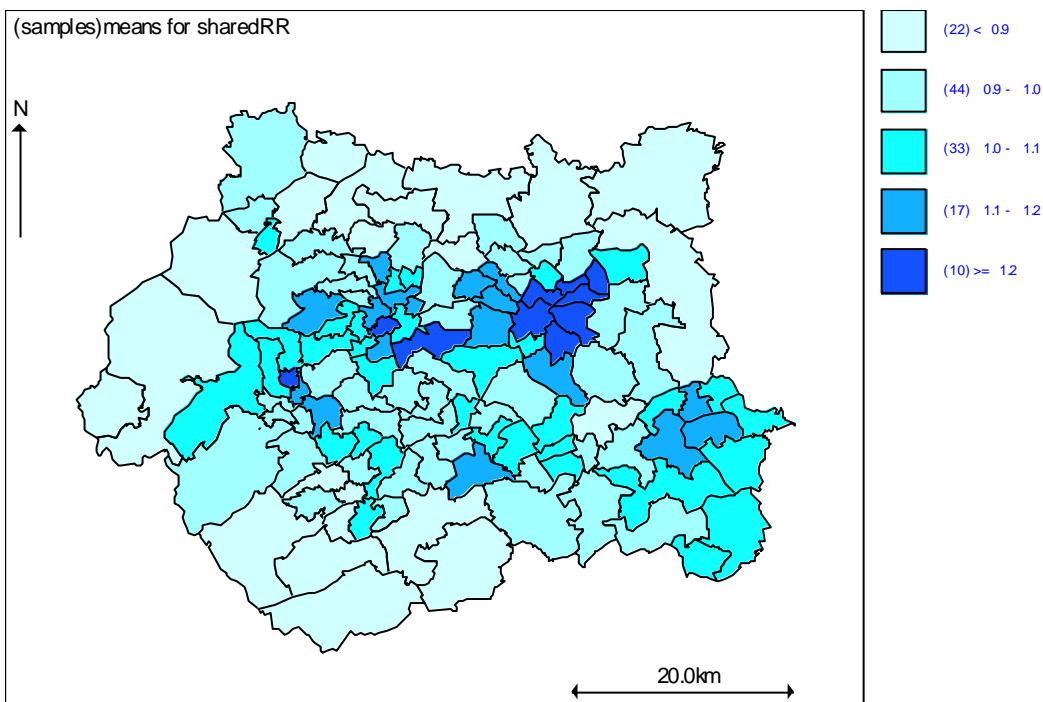 (samples)means for sharedRR
N
(22) < 0.9
(44) 0.9 - 1.0
(33) 1.0 - 1.1
(17) 1.1 - 1.2
(10) >= 1.2
20.0km